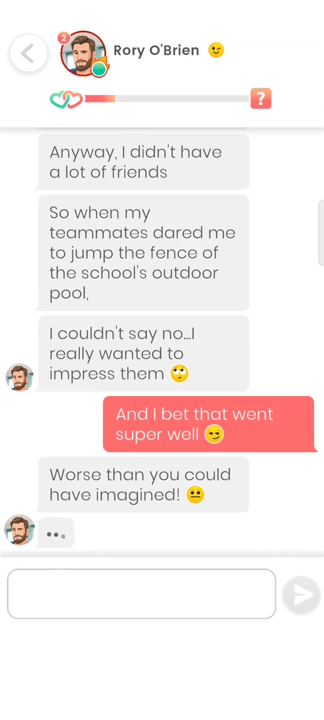 2
Rory O'Brien 😉
?
Anyway, I didn't have
a lot of friends
So when my
teammates dared me
to jump the fence of
the school's outdoor
pool,
I couldn't say no...I
really wanted to
impress them 🙄
And I bet that went
super well 😏
Worse than you could
have imagined! 😐
...